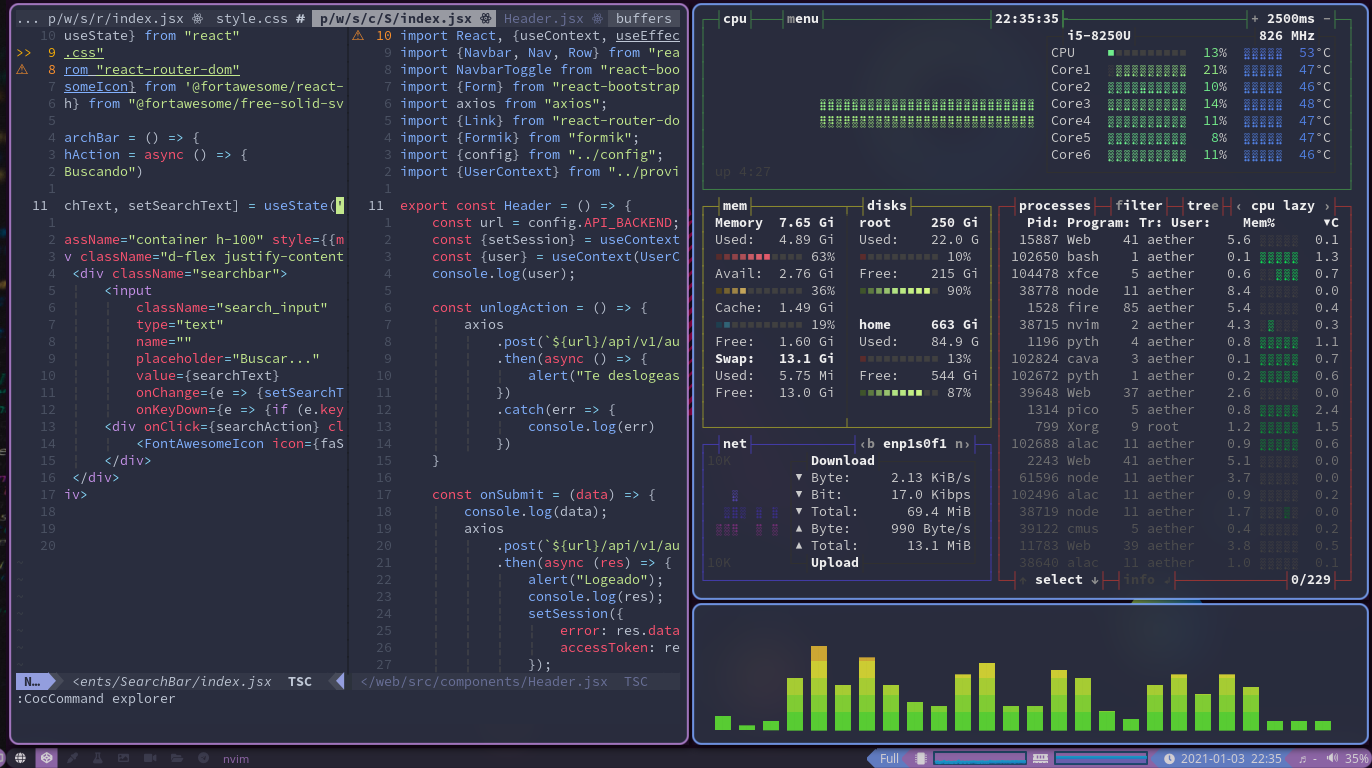 ... p/w/s/r/index.jsx style.css # p/w/s/c/S/index.jsx Header.jsx buffers
10 useState} from "react"
>> 9 .css"
⚠ 8 rom "react-router-dom"
7 someIcon} from '@fortawesome/react-
6 h} from "@fortawesome/free-solid-sv
5
4 archBar = () => {
3 hAction = async () => {
2 Buscando")
1
11 chText, setSearchText] = useState('
1
2 assName="container h-100" style={{m
3 v className="d-flex justify-content
4 <div className="searchbar">
5 <input
6 className="search_input"
7 type="text"
8 name=""
9 placeholder="Buscar..."
10 value={searchText}
11 onChange={e => {setSearchT
12 onKeyDown={e => {if (e.key
13 <div onClick={searchAction} cl
14 <FontAwesomeIcon icon={faS
15 </div>
16 </div>
17 iv>
18
19
20
N… <ents/SearchBar/index.jsx TSC
⚠ 10 import React, {useContext, useEffec
9 import {Navbar, Nav, Row} from "rea
8 import NavbarToggle from "react-boo
7 import {Form} from "react-bootstrap
6 import axios from "axios";
5 import {Link} from "react-router-do
4 import {Formik} from "formik";
3 import {config} from "../config";
2 import {UserContext} from "../provi
1
11 export const Header = () => {
1 const url = config.API_BACKEND;
2 const {setSession} = useContext
3 const {user} = useContext(UserC
4 console.log(user);
5
6 const unlogAction = () => {
7 axios
8 .post(`${url}/api/v1/au
9 .then(async () => {
10 alert("Te deslogeas
11 })
12 .catch(err => {
13 console.log(err)
14 })
15 }
16
17 const onSubmit = (data) => {
18 console.log(data);
19 axios
20 .post(`${url}/api/v1/au
21 .then(async (res) => {
22 alert("Logeado");
23 console.log(res);
24 setSession({
25 error: res.data
26 accessToken: re
27 });
</web/src/components/Header.jsx TSC
:CocCommand explorer
cpu menu 22:35:35 + 2500ms −
i5-8250U 826 MHz
CPU 13% 53°C
Core1 21% 47°C
Core2 10% 46°C
Core3 14% 48°C
Core4 11% 47°C
Core5 8% 47°C
Core6 11% 46°C
up 4:27
mem
Memory 7.65 Gi
Used: 4.89 Gi
63%
Avail: 2.76 Gi
36%
Cache: 1.49 Gi
19%
Free: 1.60 Gi
Swap: 13.1 Gi
Used: 5.75 Mi
Free: 13.0 Gi
disks
root 250 Gi
Used: 22.0 G
10%
Free: 215 Gi
90%
home 663 Gi
Used: 84.9 G
13%
Free: 544 Gi
87%
net ‹b enp1s0f1 n›
10K Download
▼ Byte: 2.13 KiB/s
▼ Bit: 17.0 Kibps
▼ Total: 69.4 MiB
▲ Byte: 990 Byte/s
▲ Total: 13.1 MiB
10K Upload
processes filter tree ‹ cpu lazy ›
Pid: Program: Tr: User: Mem% ▼C
15887 Web 41 aether 5.6 0.1
102650 bash 1 aether 0.1 1.3
104478 xfce 5 aether 0.6 0.7
38778 node 11 aether 8.4 0.0
1528 fire 85 aether 5.4 0.4
38715 nvim 2 aether 4.3 0.3
1196 pyth 4 aether 0.8 1.1
102824 cava 3 aether 0.1 0.7
102672 pyth 1 aether 0.2 0.6
39648 Web 37 aether 2.6 0.0
1314 pico 5 aether 0.8 2.4
799 Xorg 9 root 1.2 1.5
102688 alac 11 aether 0.9 0.6
2243 Web 41 aether 5.1 0.0
61596 node 11 aether 3.7 0.0
102496 alac 11 aether 0.9 0.2
38719 node 11 aether 1.7 0.0
39122 cmus 5 aether 0.4 0.2
11783 Web 39 aether 3.8 0.5
38640 alac 11 aether 1.0 0.1
↑ select ↓ info ↲ 0/229
nvim Full 2021-01-03 22:35 ♬ - 35%